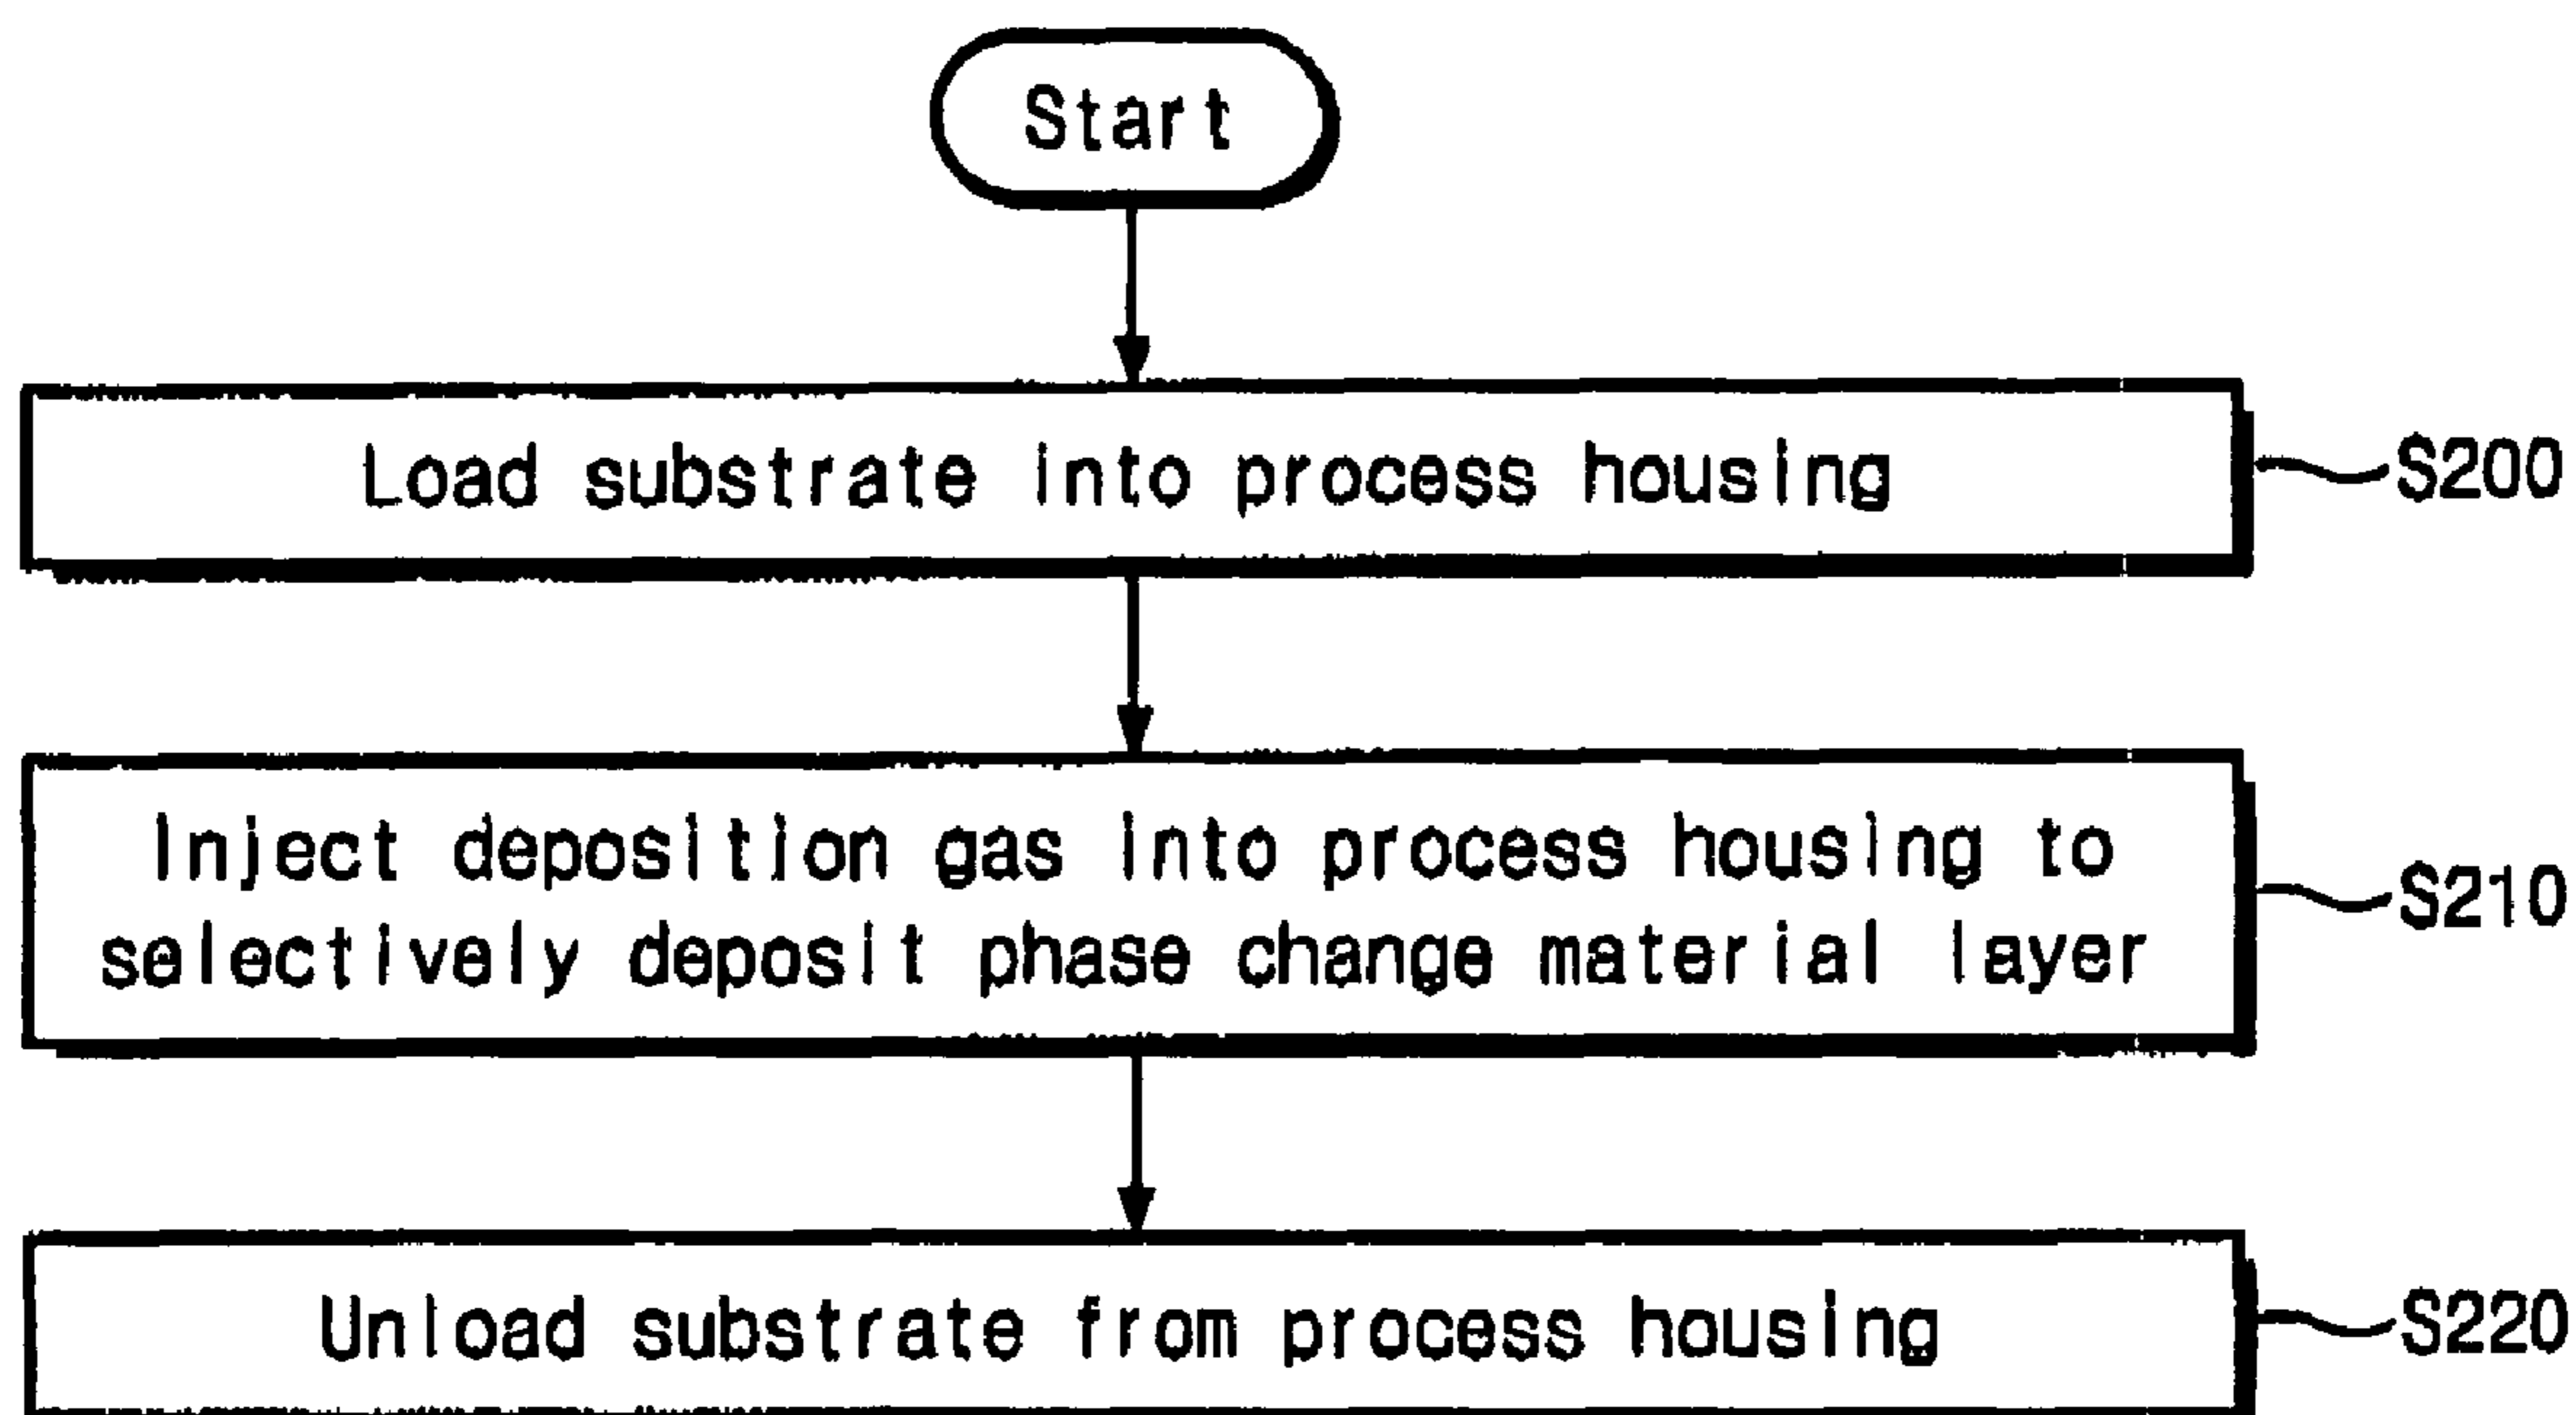 Start
Load substrate into process housing
S200
Inject deposition gas into process housing to
selectively deposit phase change material layer
S210
Unload substrate from process housing
S220